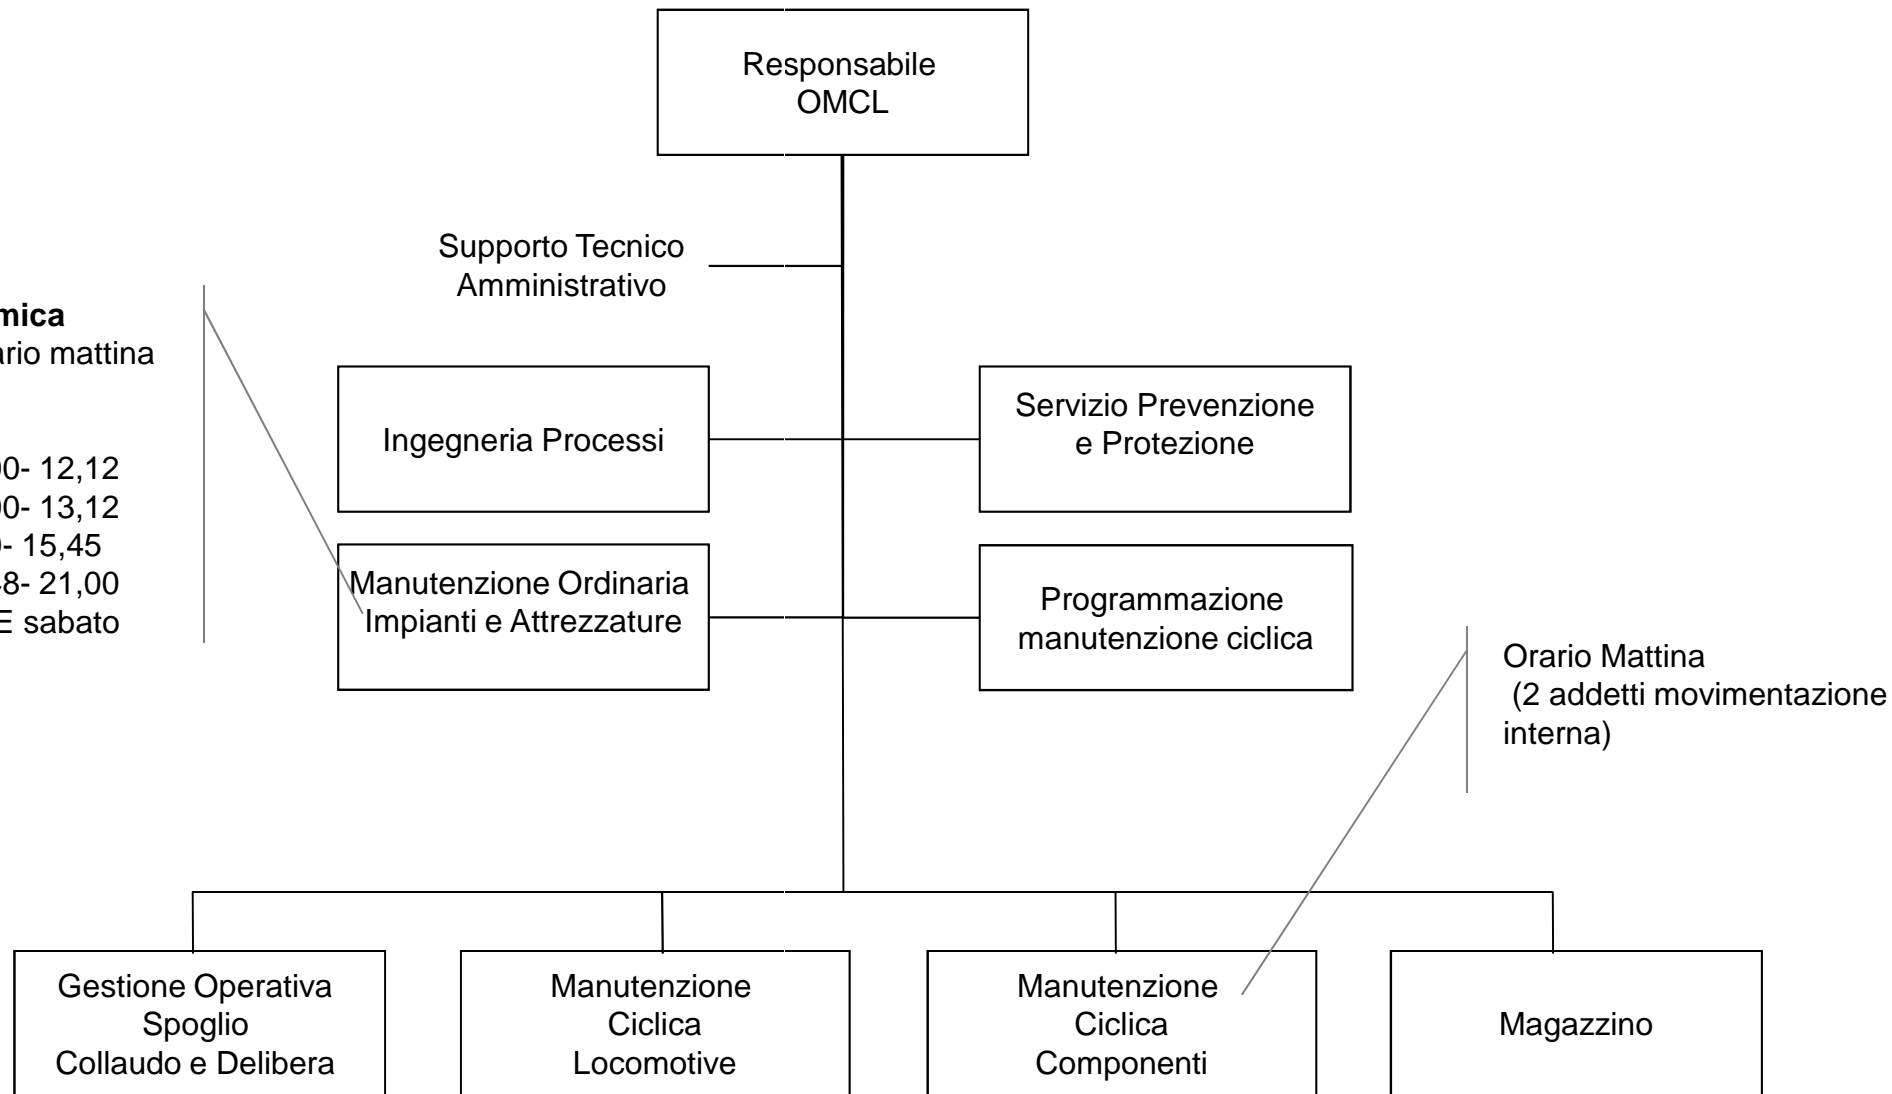 Responsabile
OMCL
Supporto Tecnico
Amministrativo
mica
ario mattina
00- 12,12
00- 13,12
0- 15,45
48- 21,00
E sabato
Ingegneria Processi
Servizio Prevenzione
e Protezione
Manutenzione Ordinaria
Impianti e Attrezzature
Programmazione
manutenzione ciclica
Orario Mattina
(2 addetti movimentazione
interna)
Gestione Operativa
Spoglio
Collaudo e Delibera
Manutenzione
Ciclica
Locomotive
Manutenzione
Ciclica
Componenti
Magazzino